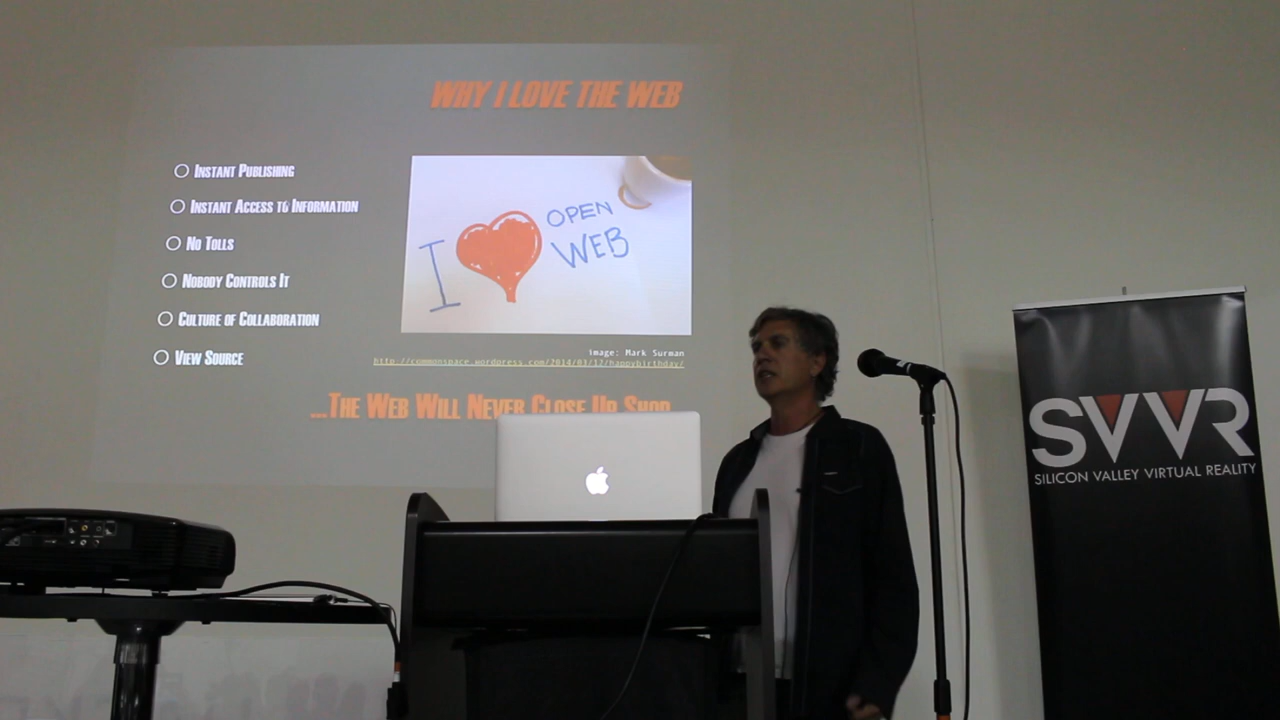 WHY I LOVE THE WEB
INSTANT PUBLISHING
INSTANT ACCESS TO INFORMATION
NO TOLLS
NOBODY CONTROLS IT
CULTURE OF COLLABORATION
VIEW SOURCE
I OPEN
WEB
image: Mark Surman
http://commonspace.wordpress.com/2014/03/12/happybirthday/
...THE WEB WILL NEVER CLOSE UP SHOP
SVVR
SILICON VALLEY VIRTUAL REALITY